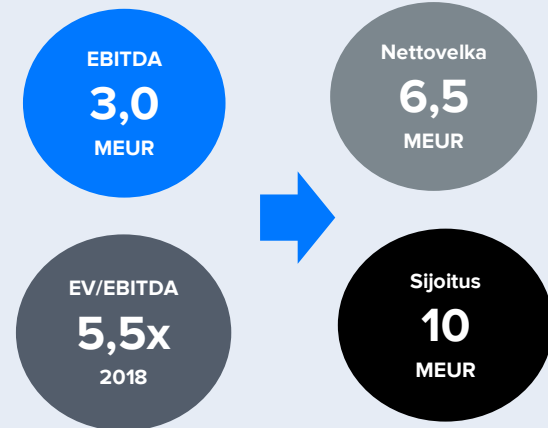 EBITDA
3,0
MEUR
Nettovelka
6,5
MEUR
EV/EBITDA
5,5x
2018
Sijoitus
10
MEUR